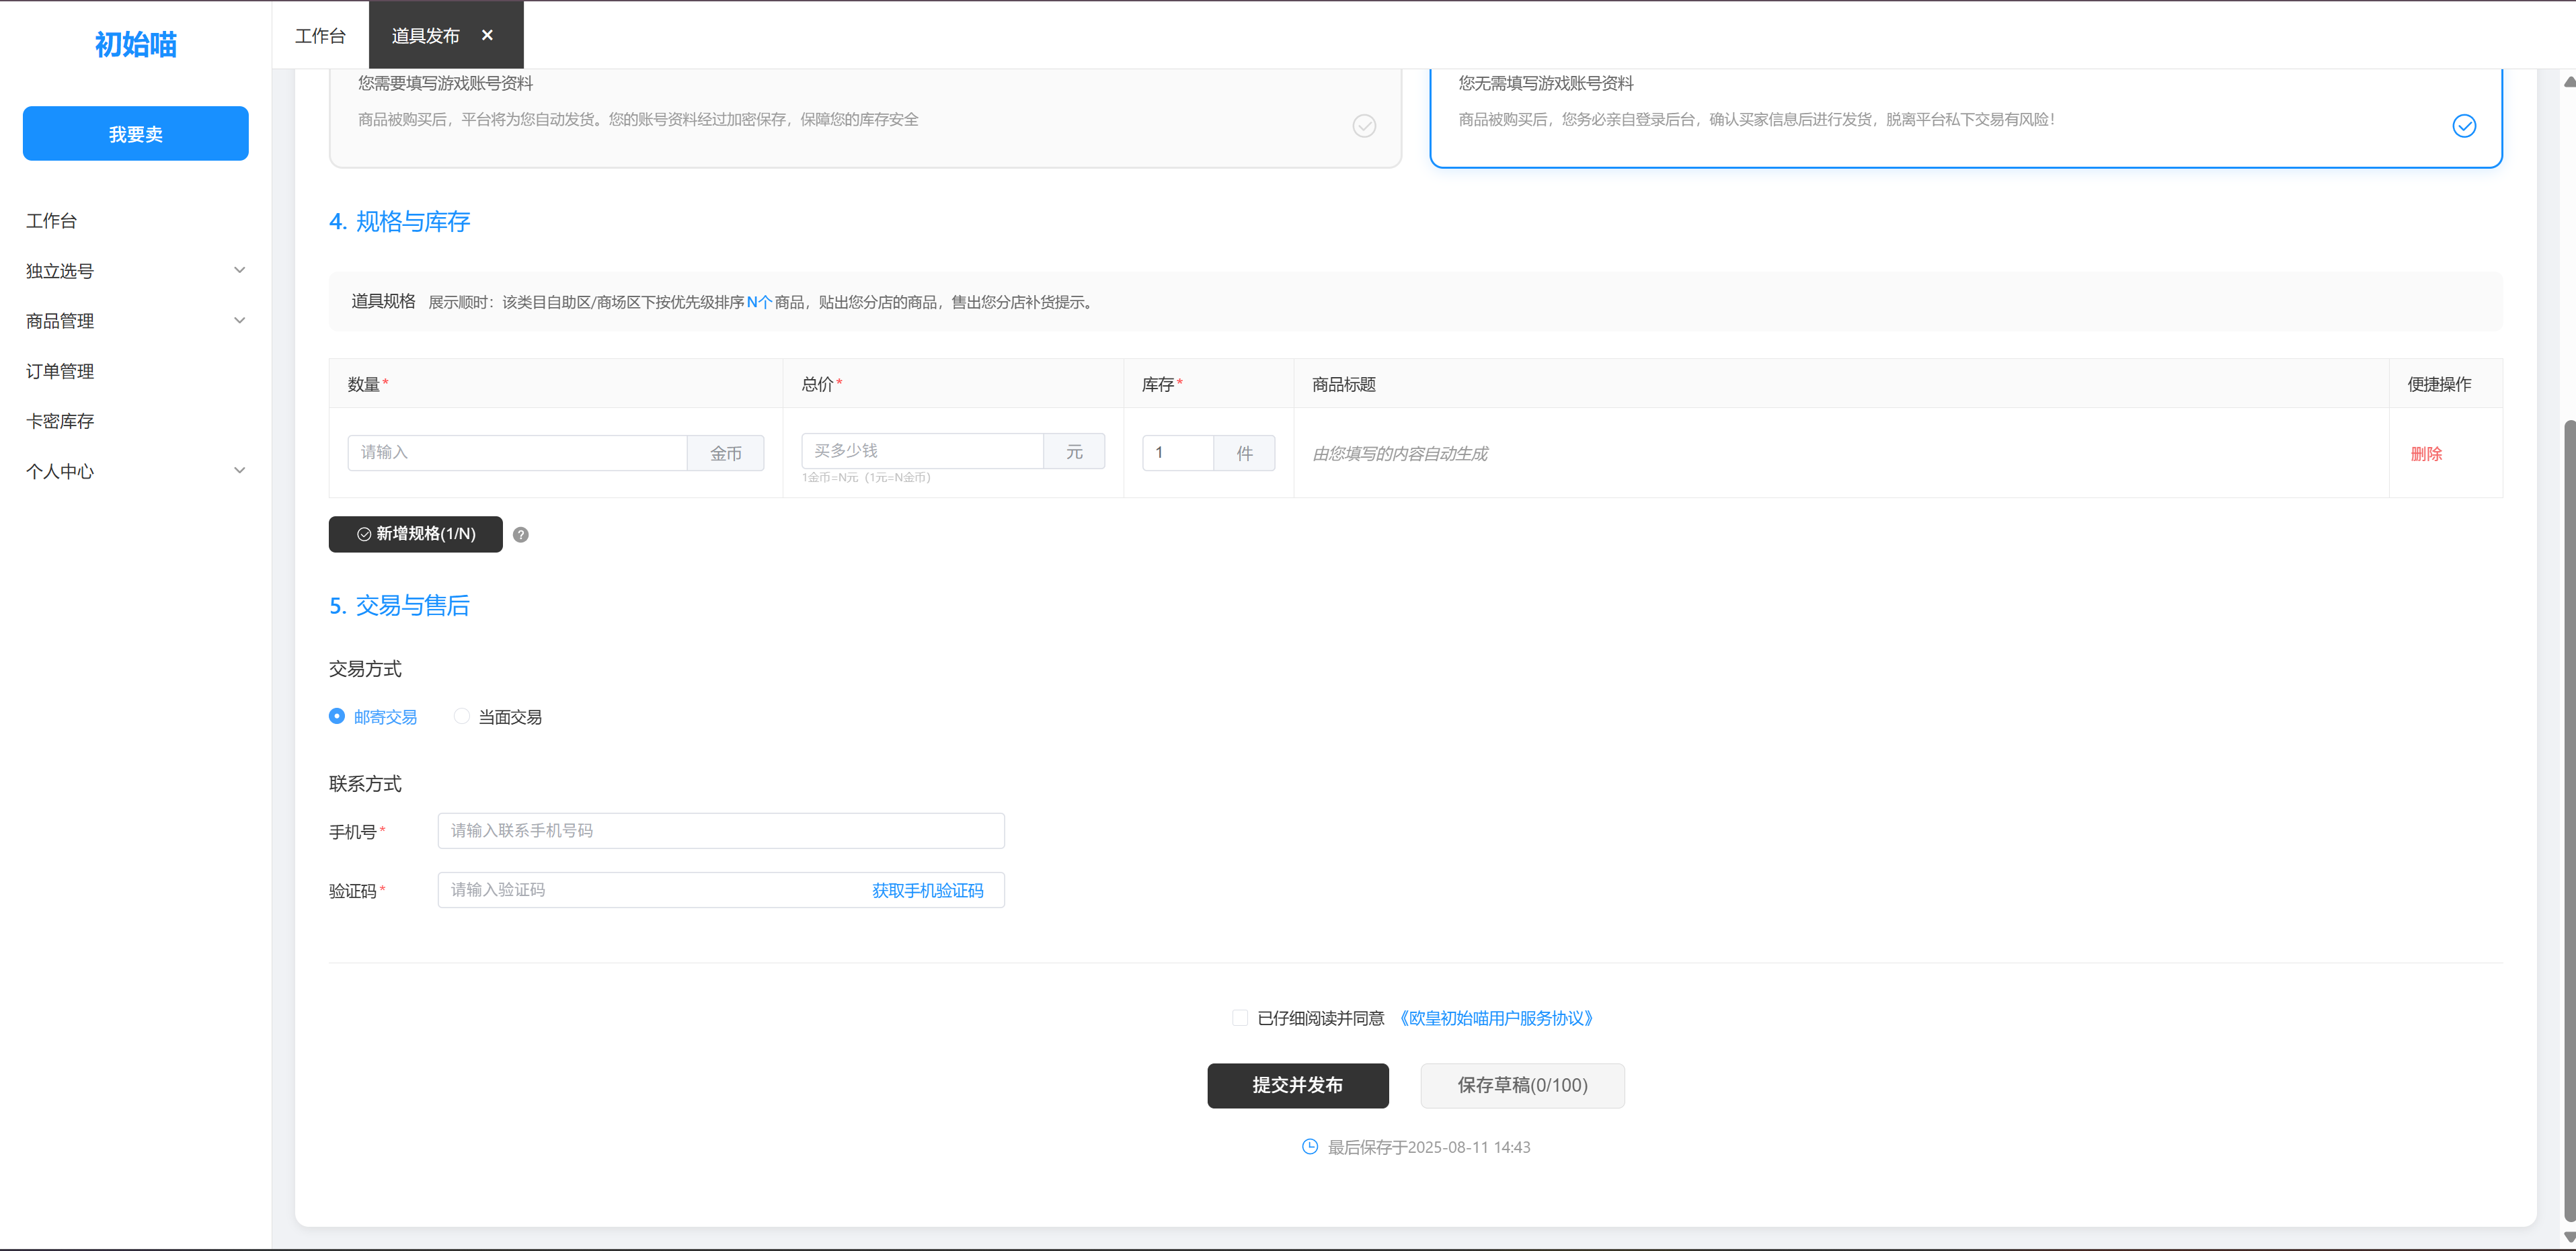 初始喵
工作台
道具发布 ×
我要卖
工作台
独立选号
商品管理
订单管理
卡密库存
个人中心
您需要填写游戏账号资料
商品被购买后，平台将为您自动发货。您的账号资料经过加密保存，保障您的库存安全
您无需填写游戏账号资料
商品被购买后，您务必亲自登录后台，确认买家信息后进行发货，脱离平台私下交易有风险！
4. 规格与库存
道具规格 展示顺时：该类目自助区/商场区下按优先级排序N个商品，贴出您分店的商品，售出您分店补货提示。
数量* 总价* 库存* 商品标题 便捷操作
请输入 金币 买多少钱 元 1 件 由您填写的内容自动生成 删除
1金币=N元（1元=N金币）
新增规格(1/N) ?
5. 交易与售后
交易方式
邮寄交易 当面交易
联系方式
手机号* 请输入联系手机号码
验证码* 请输入验证码 获取手机验证码
已仔细阅读并同意 《欧皇初始喵用户服务协议》
提交并发布 保存草稿(0/100)
最后保存于2025-08-11 14:43